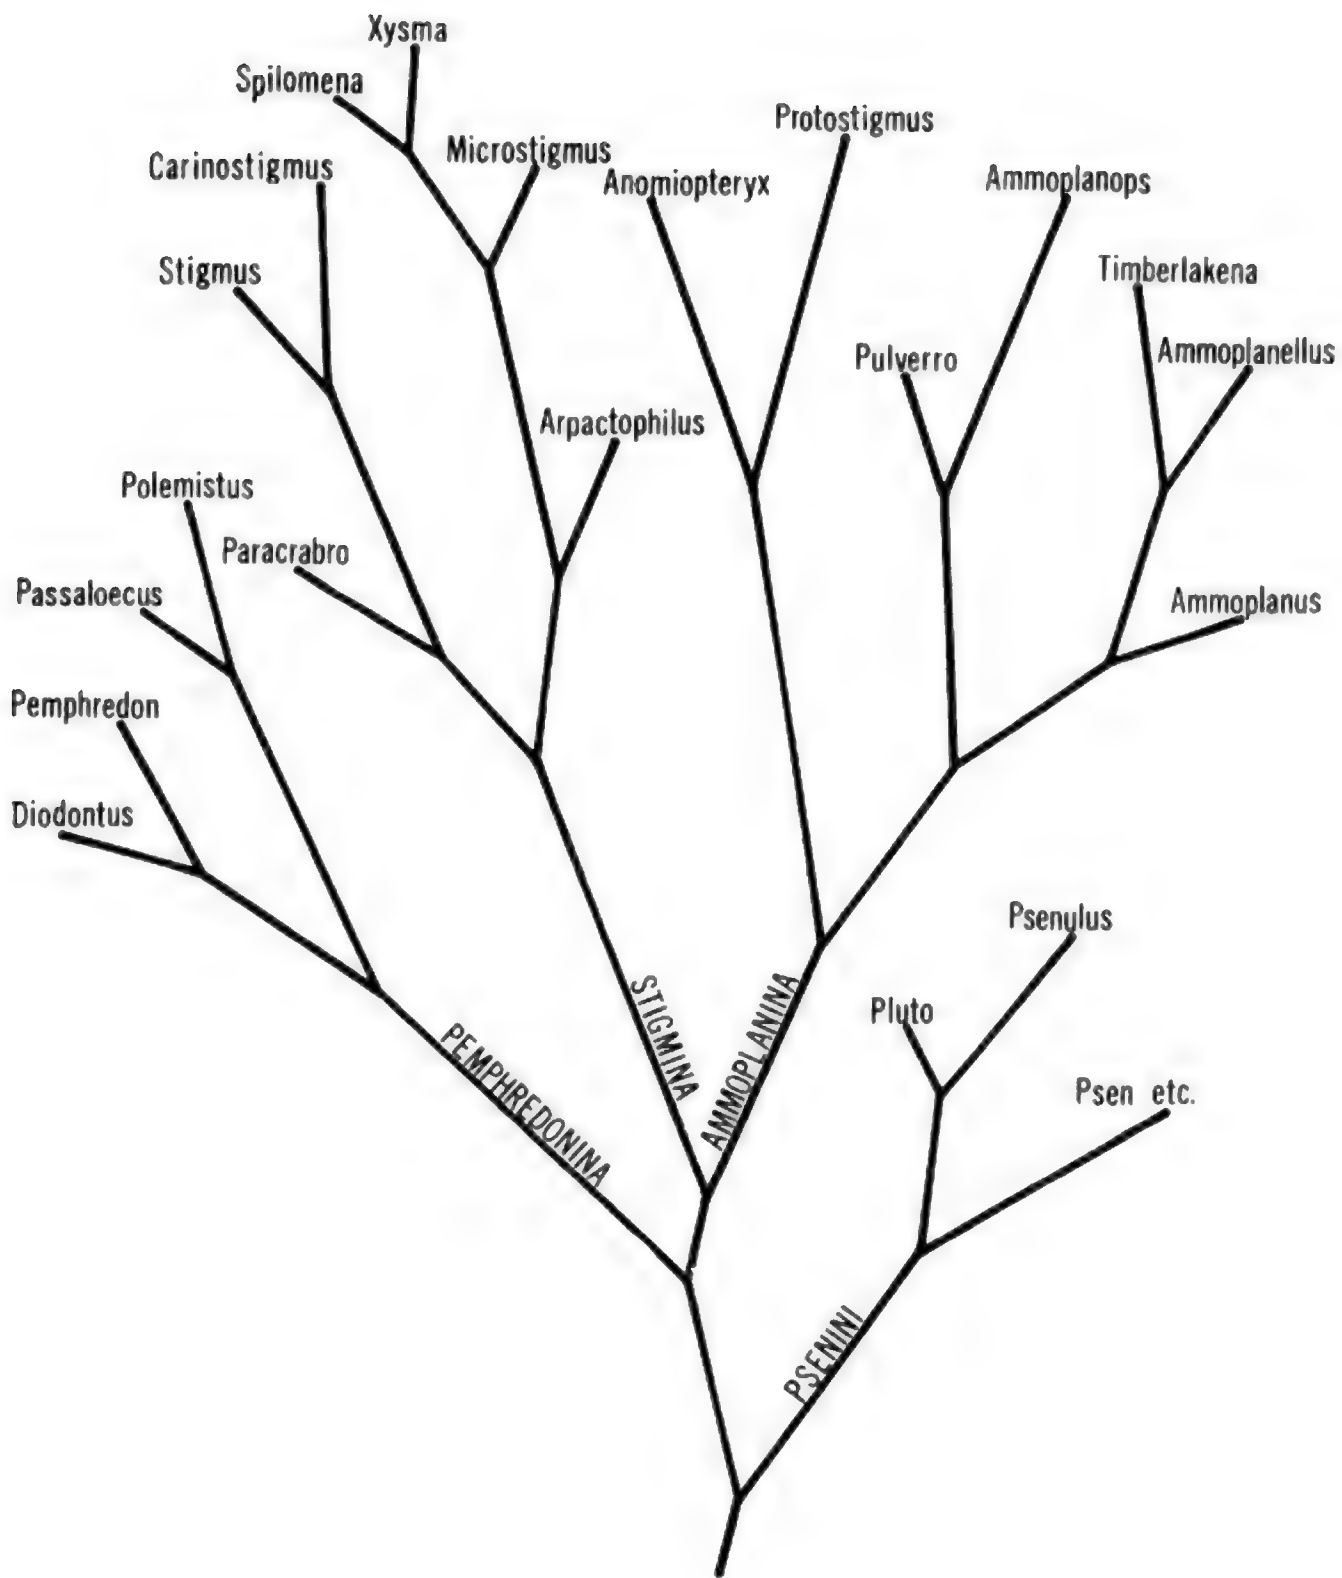 Xysma
Spilomena
Protostigmus
Microstigmus
Carinostigmus
Anomiopteryx
Ammoplanops
Stigmus
Timberlakena
Pulverro
Ammoplanellus
Arpactophilus
Polemistus
Paracrabro
Passaloecus
Ammoplanus
Pemphredon
Diodontus
Psenulus
STIGMINA
AMMOPLANINA
Pluto
PEMPHREDONINA
Psen etc.
PSENINI